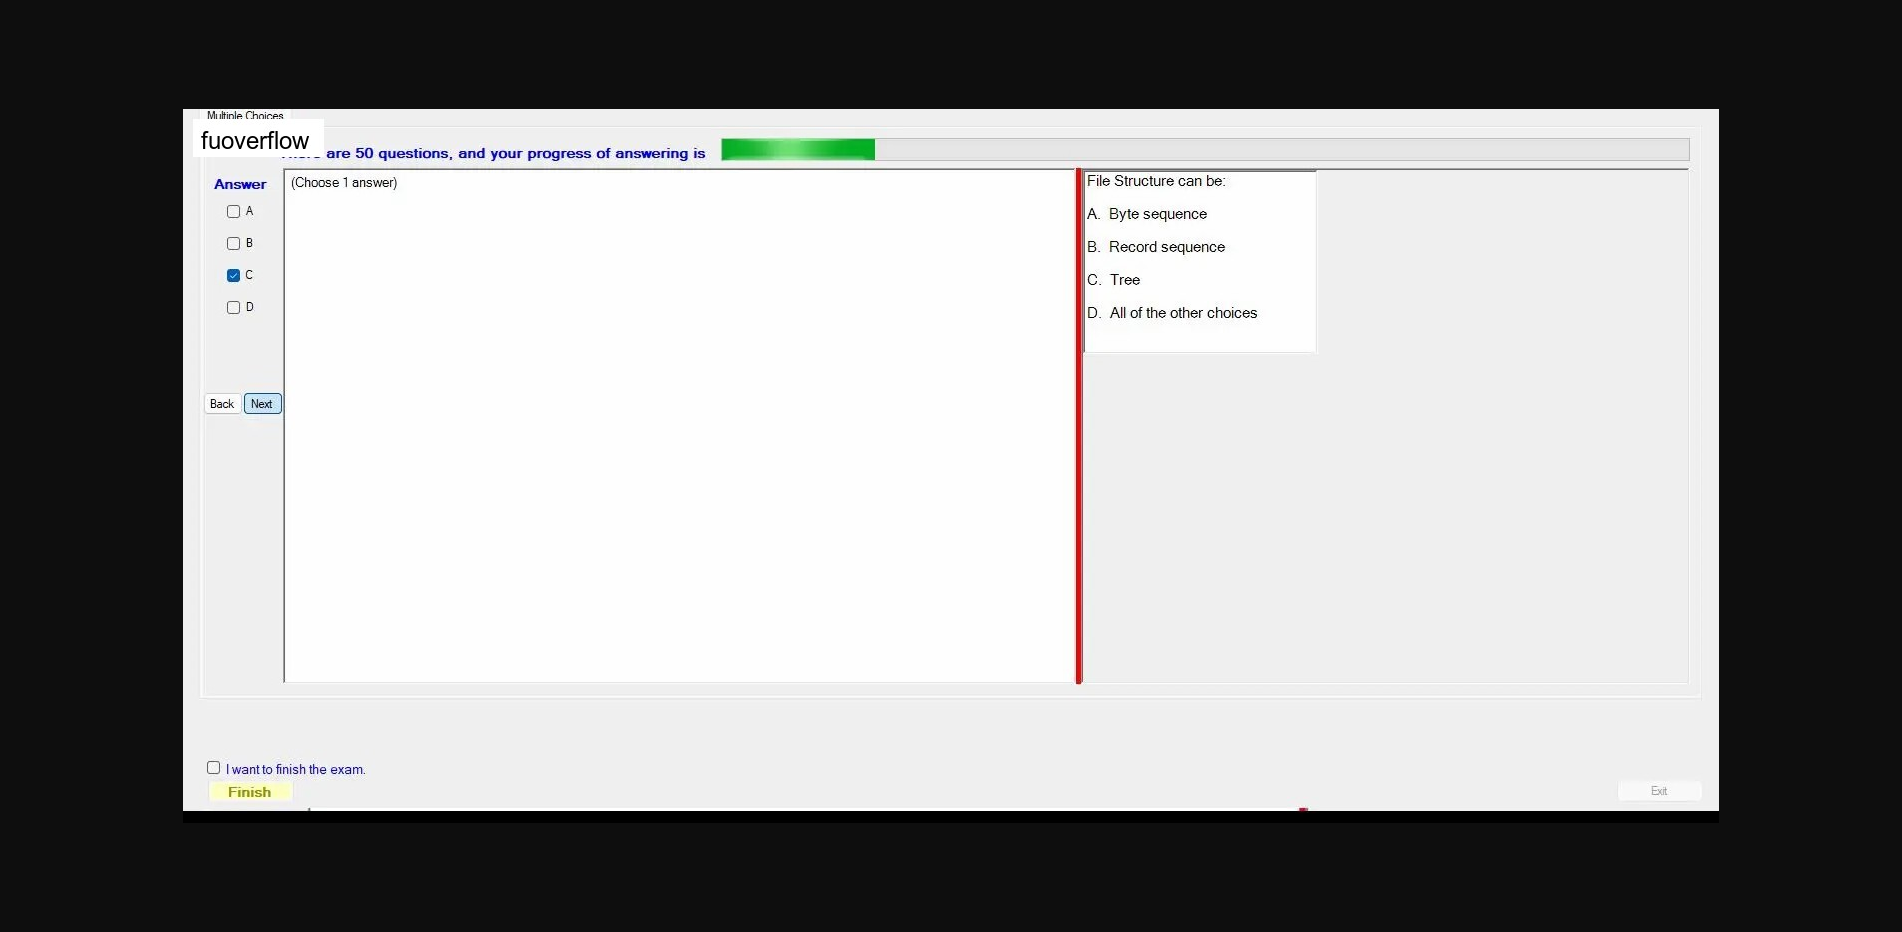 Multiple Choices
fuoverflow
are 50 questions, and your progress of answering is
Answer
(Choose 1 answer)
A
B
C
D
Back Next
File Structure can be:
A. Byte sequence
B. Record sequence
C. Tree
D. All of the other choices
I want to finish the exam.
Finish
Exit